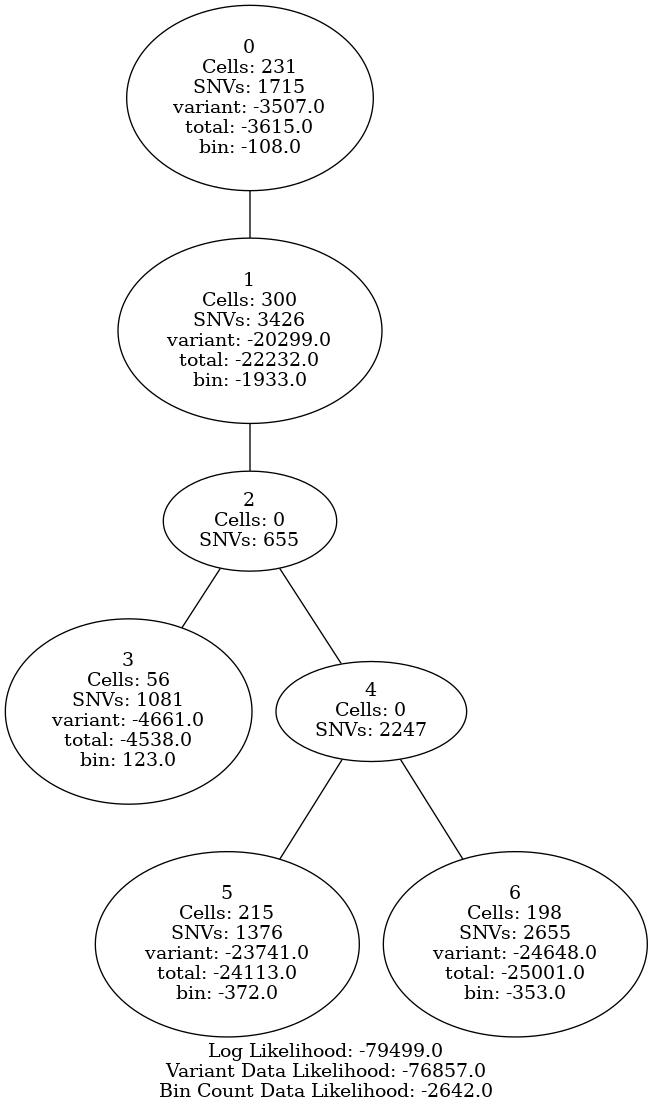 0
Cells: 231
SNVs: 1715
variant: -3507.0
total: -3615.0
bin: -108.0
1
Cells: 300
SNVs: 3426
variant: -20299.0
total: -22232.0
bin: -1933.0
2
Cells: 0
SNVs: 655
3
Cells: 56
SNVs: 1081
variant: -4661.0
total: -4538.0
bin: 123.0
4
Cells: 0
SNVs: 2247
5
Cells: 215
SNVs: 1376
variant: -23741.0
total: -24113.0
bin: -372.0
6
Cells: 198
SNVs: 2655
variant: -24648.0
total: -25001.0
bin: -353.0
Log Likelihood: -79499.0
Variant Data Likelihood: -76857.0
Bin Count Data Likelihood: -2642.0